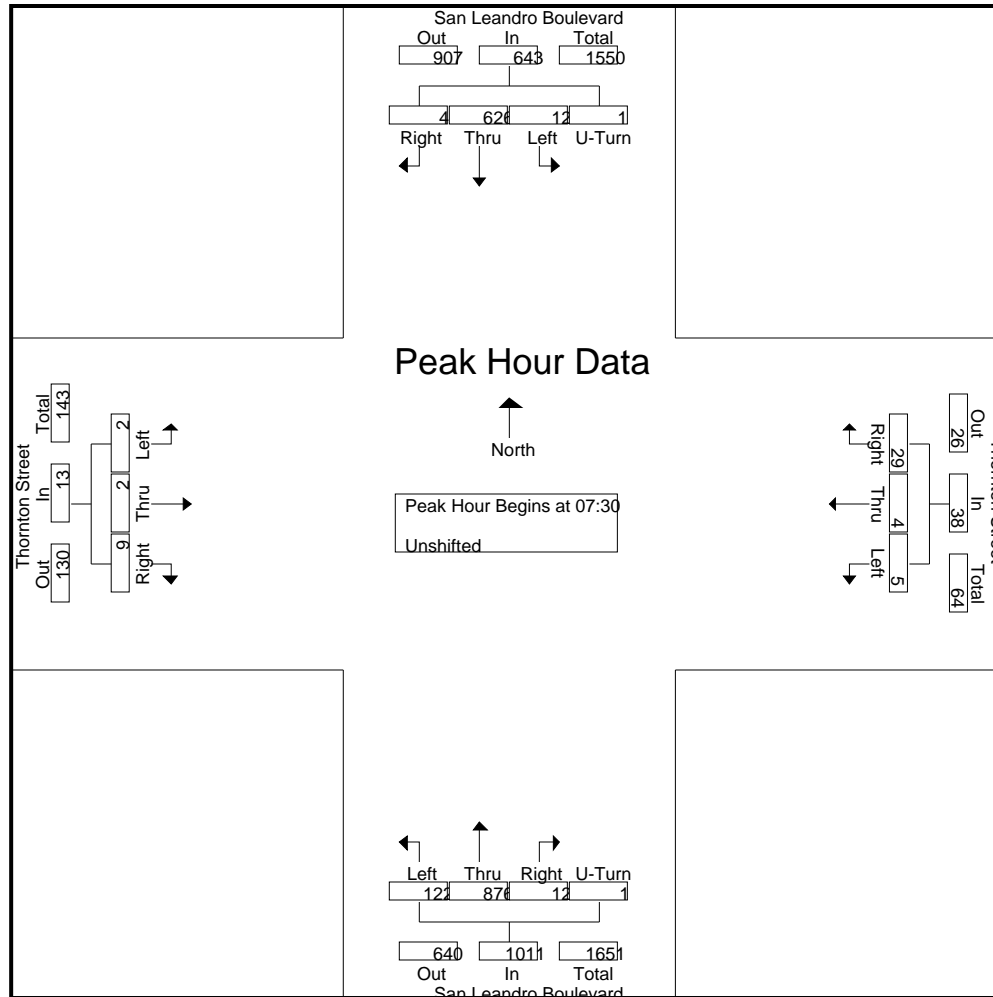 San Leandro Boulevard
Out In Total
907 643 1550
4 626 12 1
Right Thru Left U-Turn
Peak Hour Data
North
Peak Hour Begins at 07:30
Unshifted
Thornton Street
Total In Out
143 13 130
2 2 9
Left Thru Right
Out In Total
26 38 64
29 4 5
Right Thru Left
Left Thru Right U-Turn
122 876 12 1
640 1011 1651
Out In Total
San Leandro Boulevard